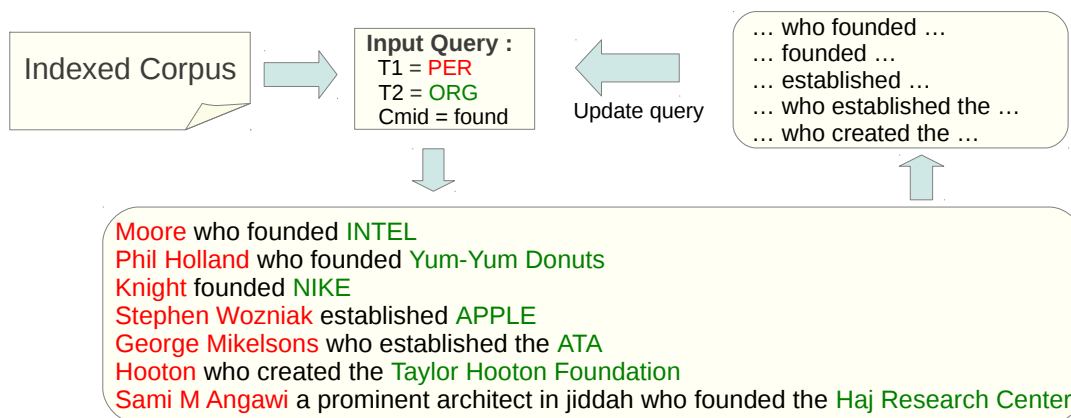 Indexed Corpus
Input Query :
T1 = PER
T2 = ORG
Cmid = found
Update query
… who founded …
… founded …
… established …
… who established the …
… who created the …
Moore who founded INTEL
Phil Holland who founded Yum-Yum Donuts
Knight founded NIKE
Stephen Wozniak established APPLE
George Mikelsons who established the ATA
Hooton who created the Taylor Hooton Foundation
Sami M Angawi a prominent architect in jiddah who founded the Haj Research Center